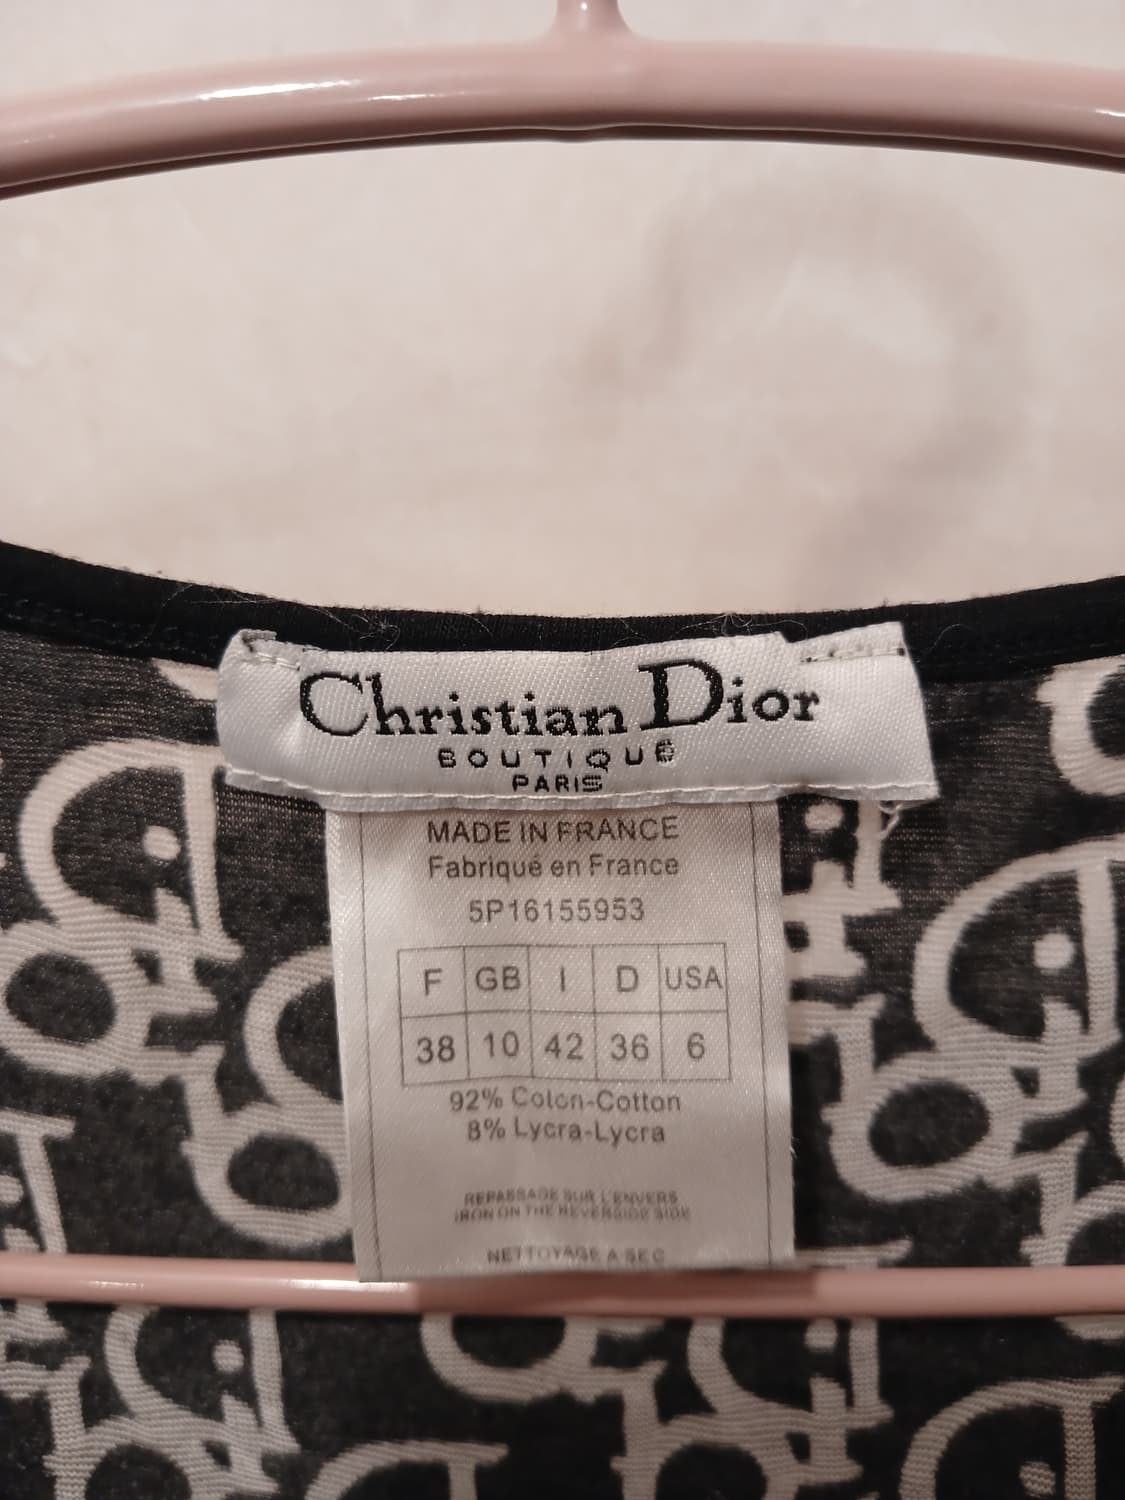 Christian Dior
BOUTIQUE
PARIS
MADE IN FRANCE
Fabriqué en France
5P16155953
F GB I D USA
38 10 42 36 6
92% Coton-Cotton
8% Lycra-Lycra
REPASSAGE SUR L'ENVERS
IRON ON THE REVERSIDE SIDE
NETTOYAGE A SEC